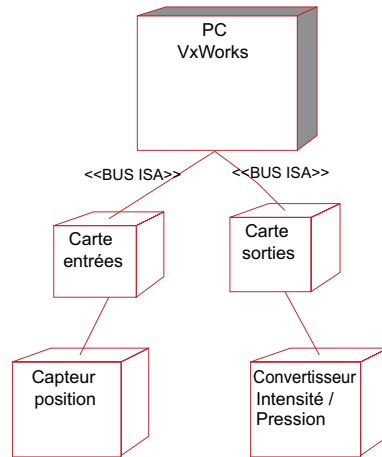 PC
VxWorks
<<BUS ISA>>
<<BUS ISA>>
Carte
entrées
Carte
sorties
Capteur
position
Convertisseur
Intensité /
Pression